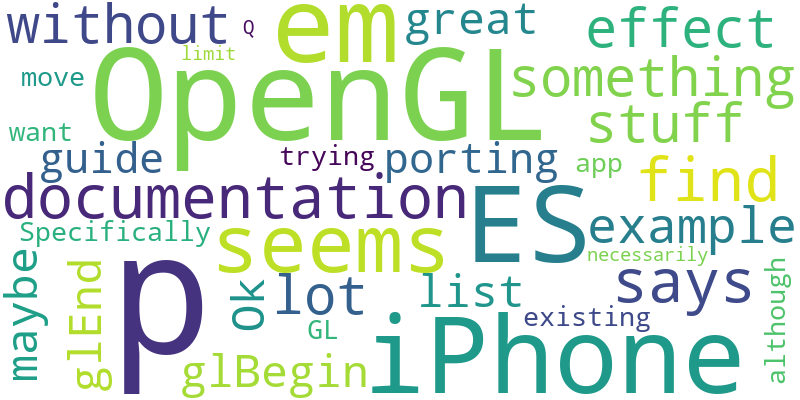 without
Q
em
great
effect
limit
move
OpenGL
something
want
stuff
guide
trying
porting
app
find
documentation
ES
example
Specifically
seems
necessarily
says
maybe
glEnd
p
Ok
lot
list
existing
although
GL
glBegin
iPhone